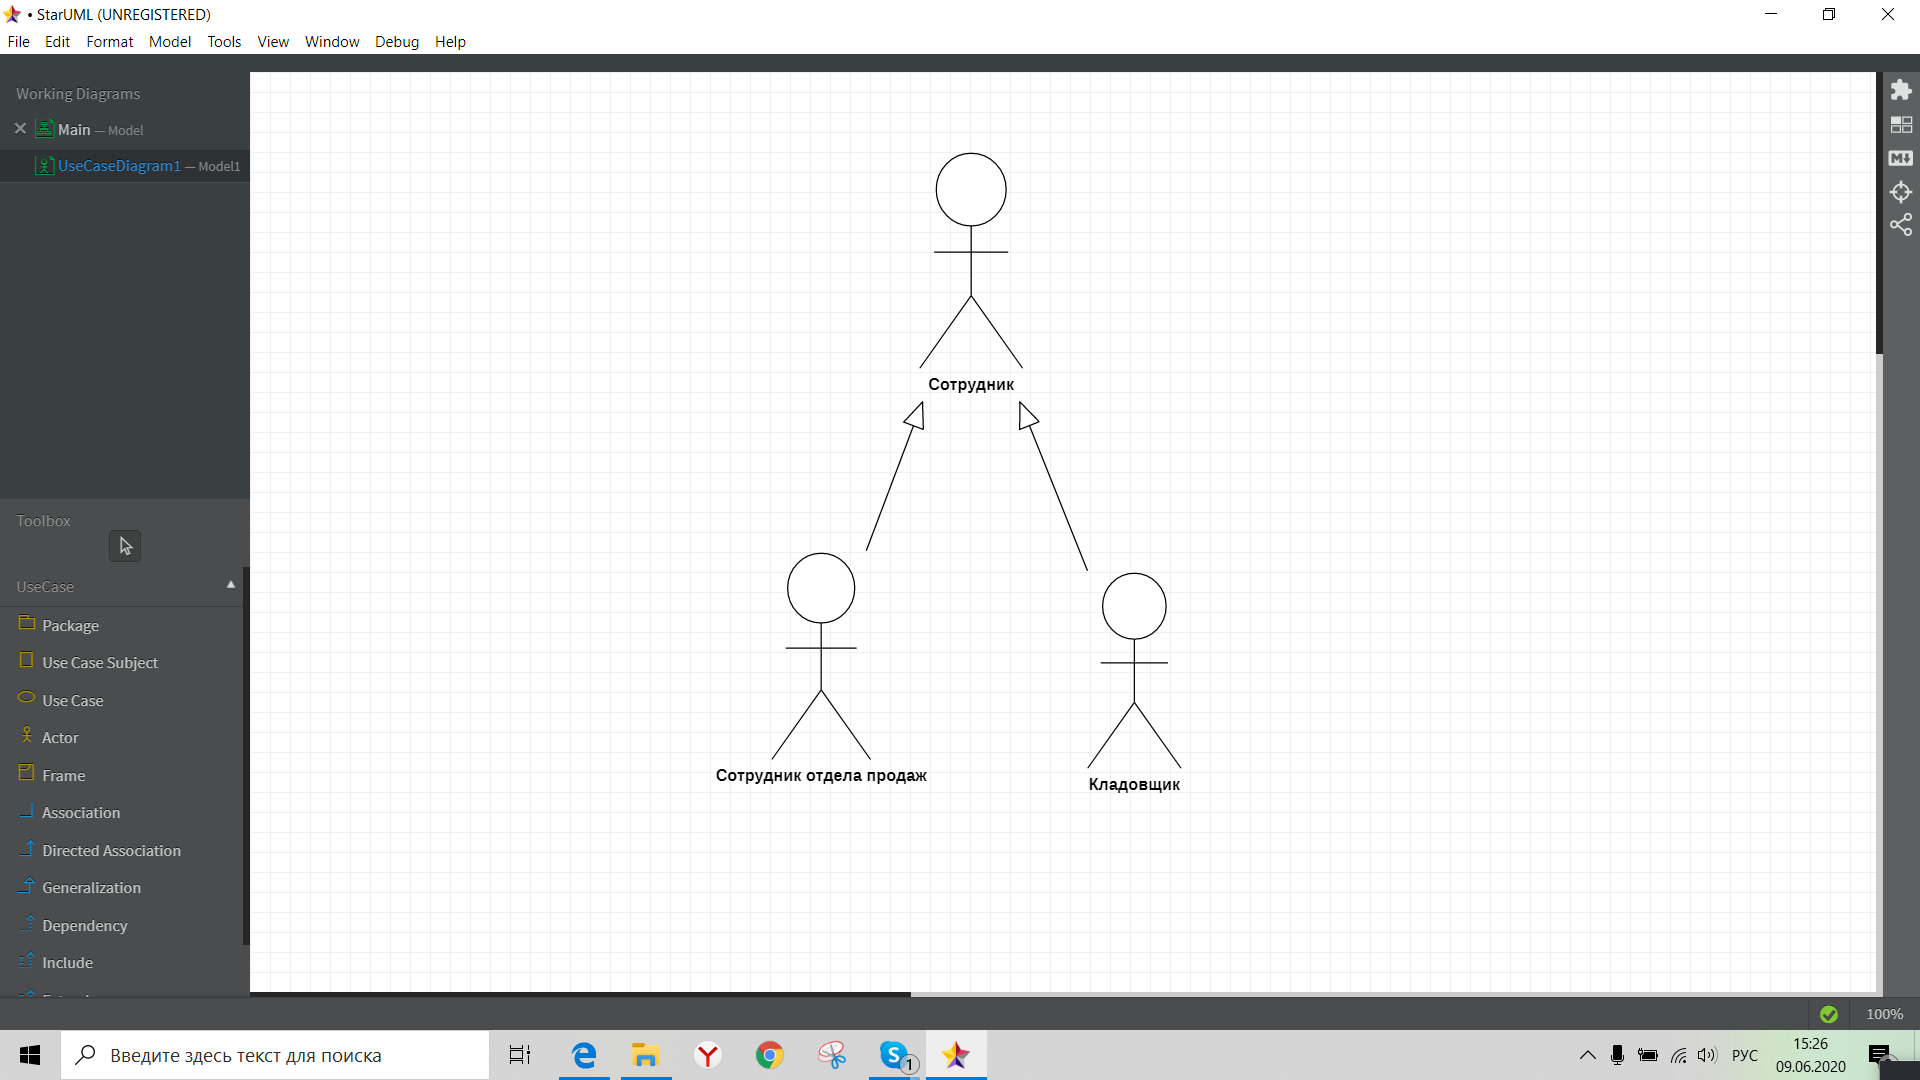 • StarUML (UNREGISTERED)
File Edit Format Model Tools View Window Debug Help
Working Diagrams
Main — Model
UseCaseDiagram1 — Model1
Toolbox
UseCase
Package
Use Case Subject
Use Case
Actor
Frame
Association
Directed Association
Generalization
Dependency
Include
Сотрудник
Сотрудник отдела продаж
Кладовщик
M
100%
Введите здесь текст для поиска
1
РУС
15:26
09.06.2020